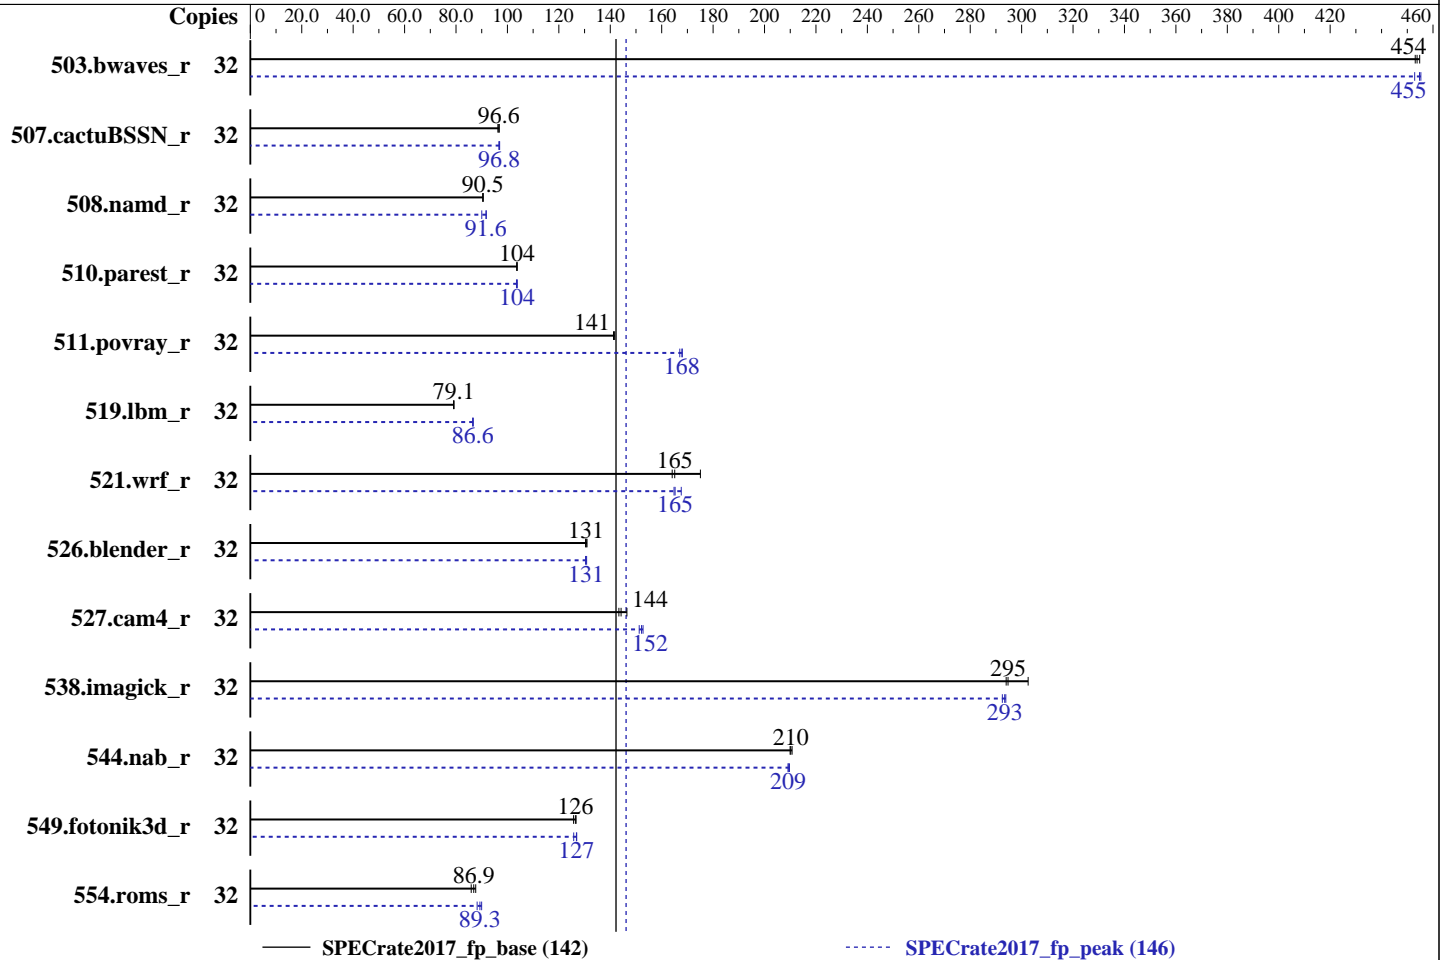 Copies 0 20.0 40.0 60.0 80.0 100 120 140 160 180 200 220 240 260 280 300 320 340 360 380 400 420 460
454
503.bwaves_r 32
455
96.6
507.cactuBSSN_r 32
96.8
90.5
508.namd_r 32
91.6
104
510.parest_r 32
104
141
511.povray_r 32
168
79.1
519.lbm_r 32
86.6
165
521.wrf_r 32
165
131
526.blender_r 32
131
144
527.cam4_r 32
152
295
538.imagick_r 32
293
210
544.nab_r 32
209
126
549.fotonik3d_r 32
127
86.9
554.roms_r 32
89.3
SPECrate2017_fp_base (142) SPECrate2017_fp_peak (146)